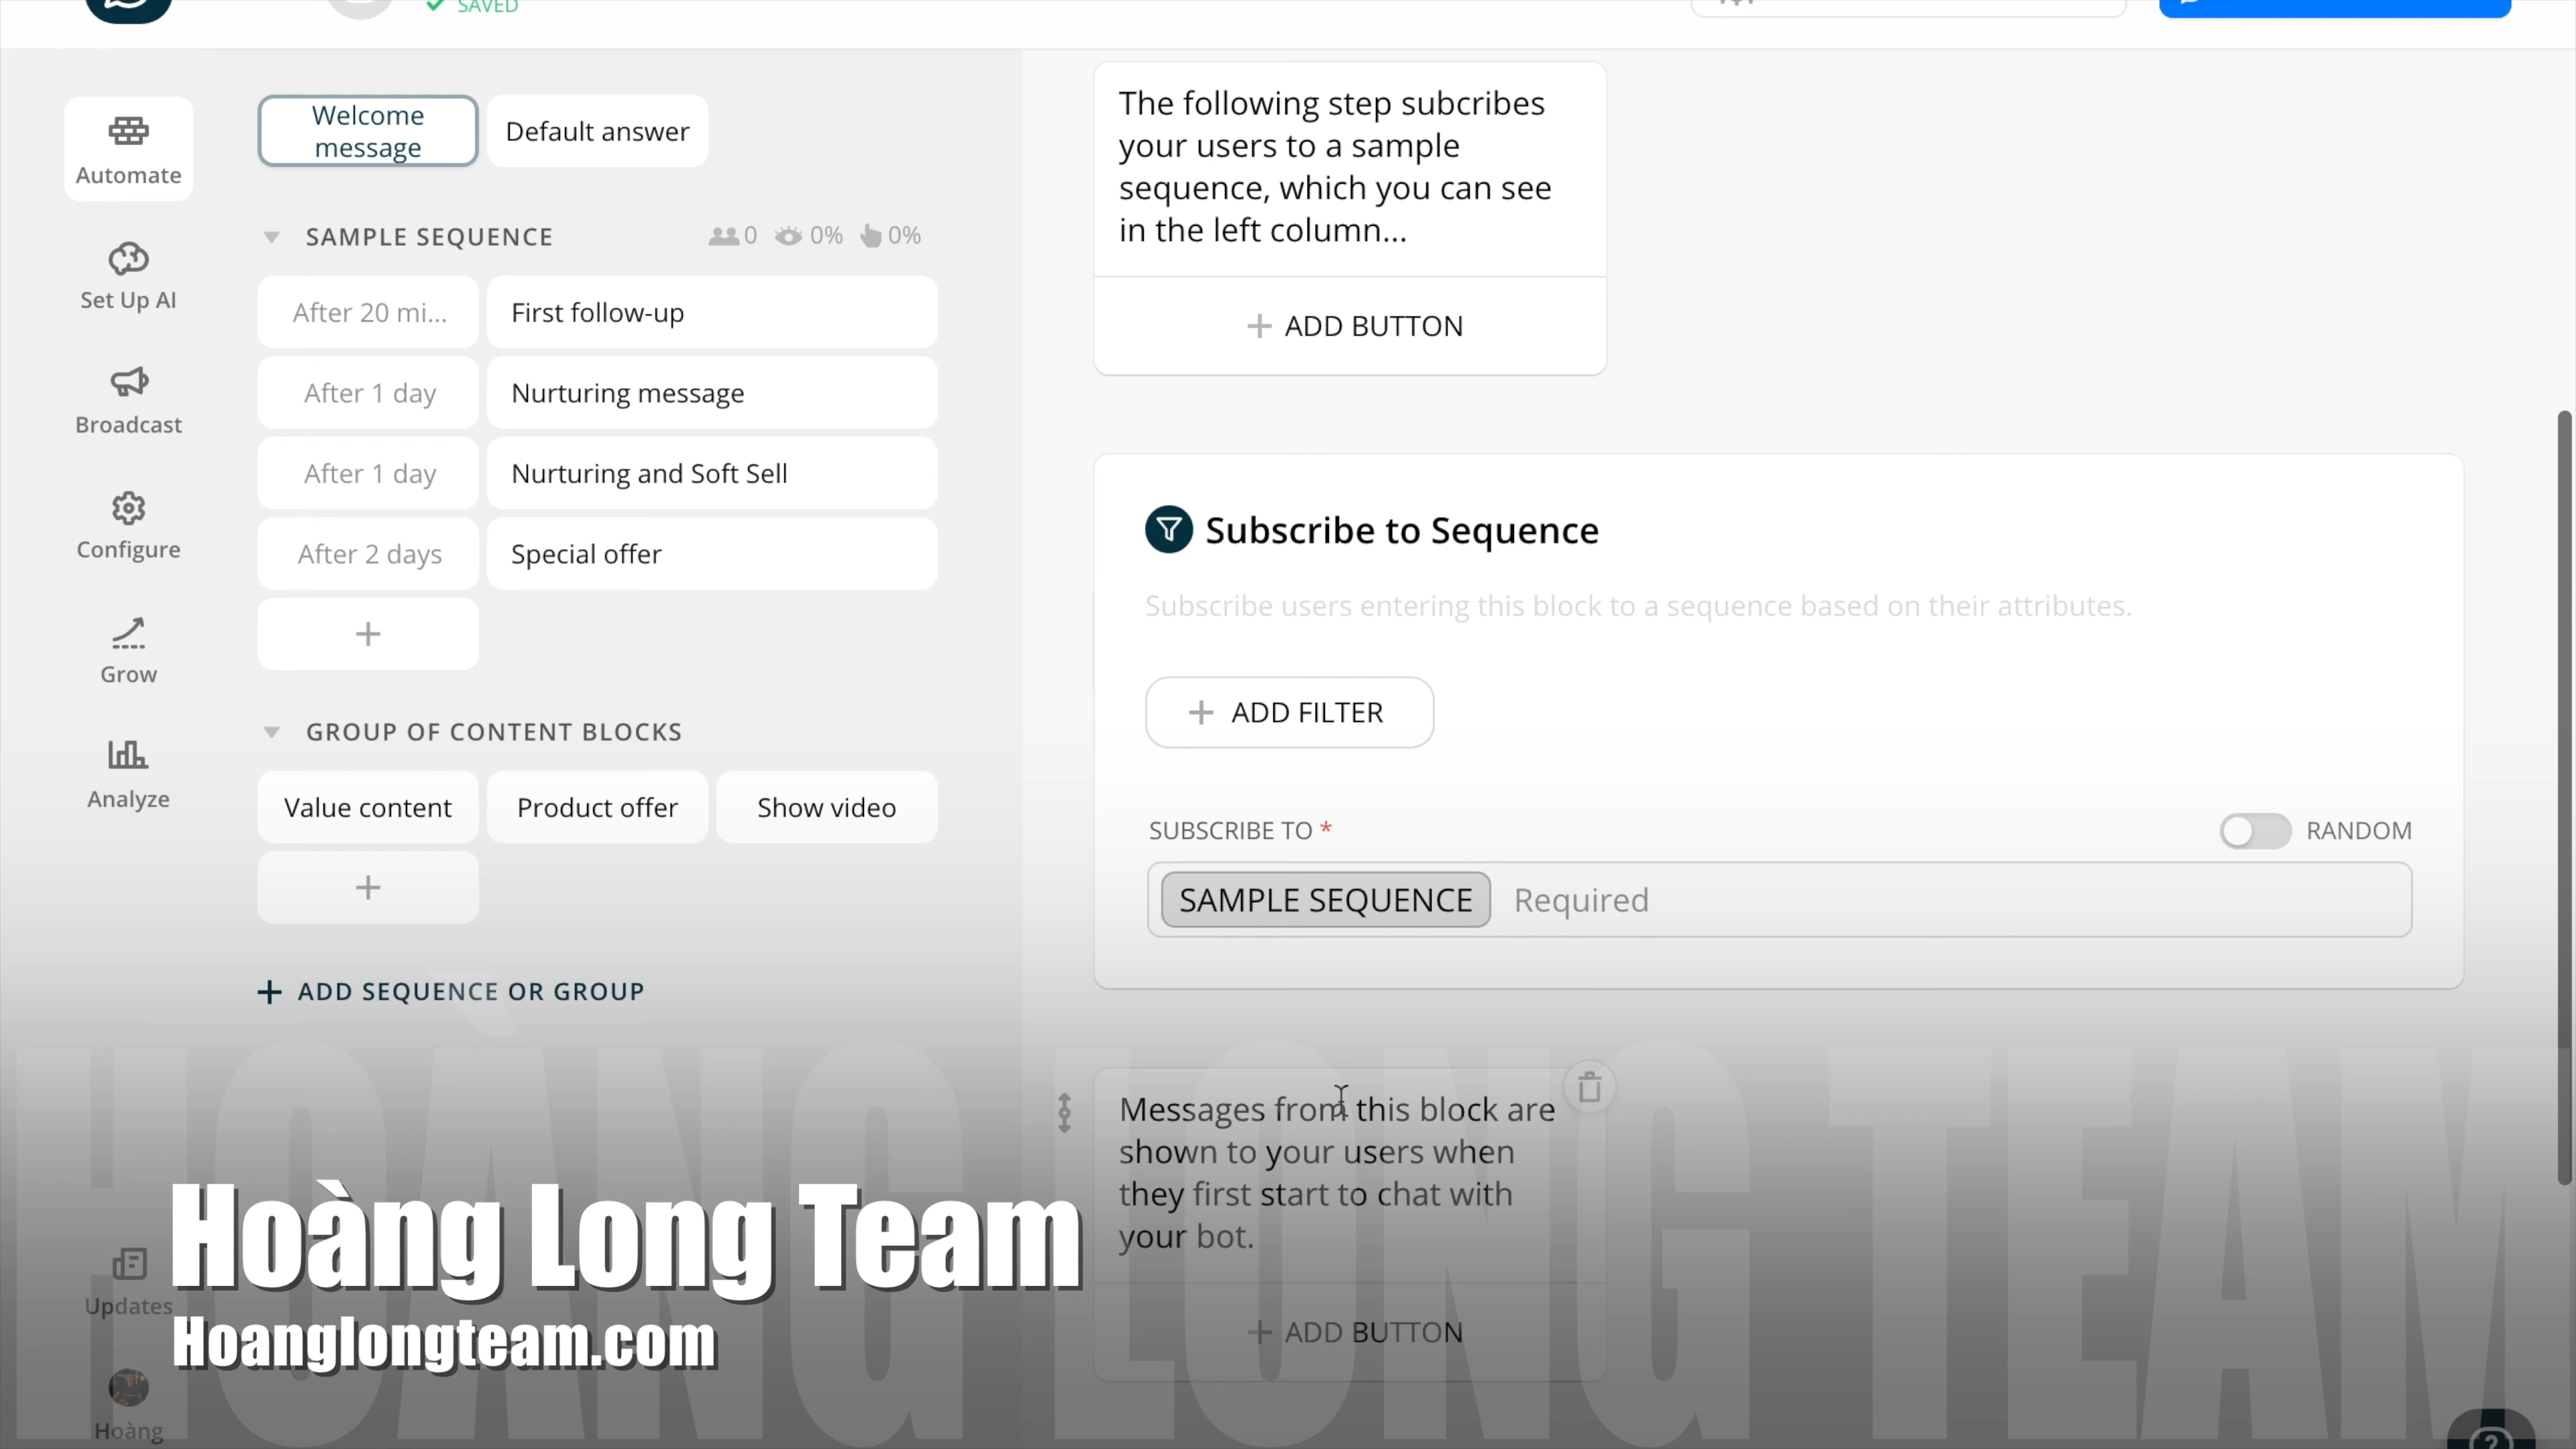 SAVED
Automate
Set Up AI
Broadcast
Configure
Grow
Analyze
Updates
Hoàng
Welcome
message
Default answer
SAMPLE SEQUENCE 0 0% 0%
After 20 mi... First follow-up
After 1 day Nurturing message
After 1 day Nurturing and Soft Sell
After 2 days Special offer
+
GROUP OF CONTENT BLOCKS
Value content Product offer Show video
+
+ ADD SEQUENCE OR GROUP
The following step subcribes
your users to a sample
sequence, which you can see
in the left column...
+ ADD BUTTON
Subscribe to Sequence
Subscribe users entering this block to a sequence based on their attributes.
+ ADD FILTER
SUBSCRIBE TO * RANDOM
SAMPLE SEQUENCE Required
Messages from this block are
shown to your users when
they first start to chat with
your bot.
+ ADD BUTTON
HOÀNG LONG TEAM
Hoàng Long Team
Hoanglongteam.com
?